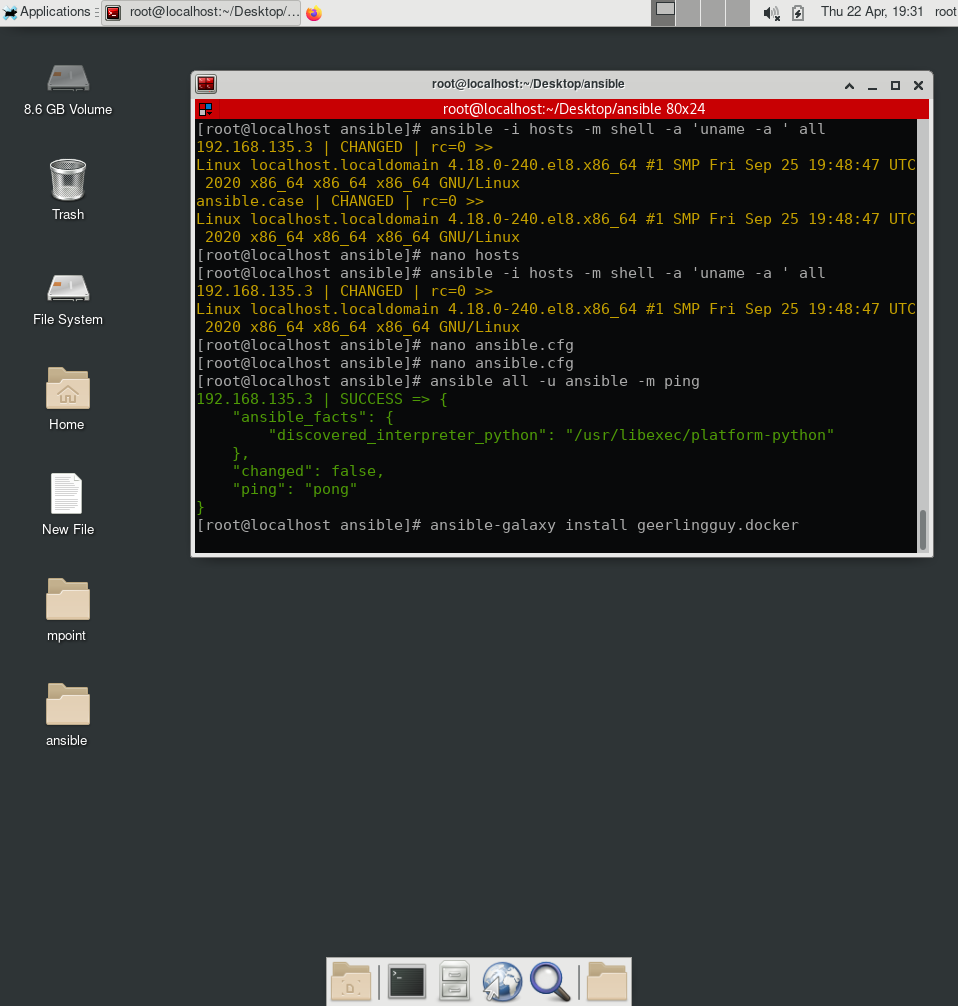 Applications
root@localhost:~/Desktop/...
Thu 22 Apr, 19:31
root
8.6 GB Volume
Trash
File System
Home
New File
mpoint
ansible
root@localhost:~/Desktop/ansible
root@localhost:~/Desktop/ansible 80x24
[root@localhost ansible]# ansible -i hosts -m shell -a 'uname -a ' all
192.168.135.3 | CHANGED | rc=0 >>
Linux localhost.localdomain 4.18.0-240.el8.x86_64 #1 SMP Fri Sep 25 19:48:47 UTC
 2020 x86_64 x86_64 x86_64 GNU/Linux
ansible.case | CHANGED | rc=0 >>
Linux localhost.localdomain 4.18.0-240.el8.x86_64 #1 SMP Fri Sep 25 19:48:47 UTC
 2020 x86_64 x86_64 x86_64 GNU/Linux
[root@localhost ansible]# nano hosts
[root@localhost ansible]# ansible -i hosts -m shell -a 'uname -a ' all
192.168.135.3 | CHANGED | rc=0 >>
Linux localhost.localdomain 4.18.0-240.el8.x86_64 #1 SMP Fri Sep 25 19:48:47 UTC
 2020 x86_64 x86_64 x86_64 GNU/Linux
[root@localhost ansible]# nano ansible.cfg
[root@localhost ansible]# nano ansible.cfg
[root@localhost ansible]# ansible all -u ansible -m ping
192.168.135.3 | SUCCESS => {
    "ansible_facts": {
        "discovered_interpreter_python": "/usr/libexec/platform-python"
    },
    "changed": false,
    "ping": "pong"
}
[root@localhost ansible]# ansible-galaxy install geerlingguy.docker